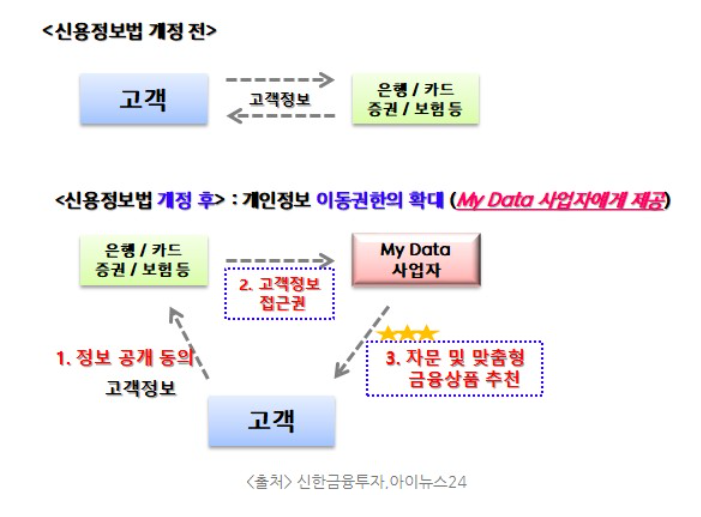 <신용정보법 개정 전>
고객
고객정보
은행 / 카드
증권 / 보험 등
<신용정보법 개정 후> : 개인정보 이동권한의 확대 (My Data 사업자에게 제공)
은행 / 카드
증권 / 보험 등
2. 고객정보
접근권
My Data
사업자
1. 정보 공개 동의
고객정보
3. 자문 및 맞춤형
금융상품 추천
고객
<출처> 신한금융투자,아이뉴스24